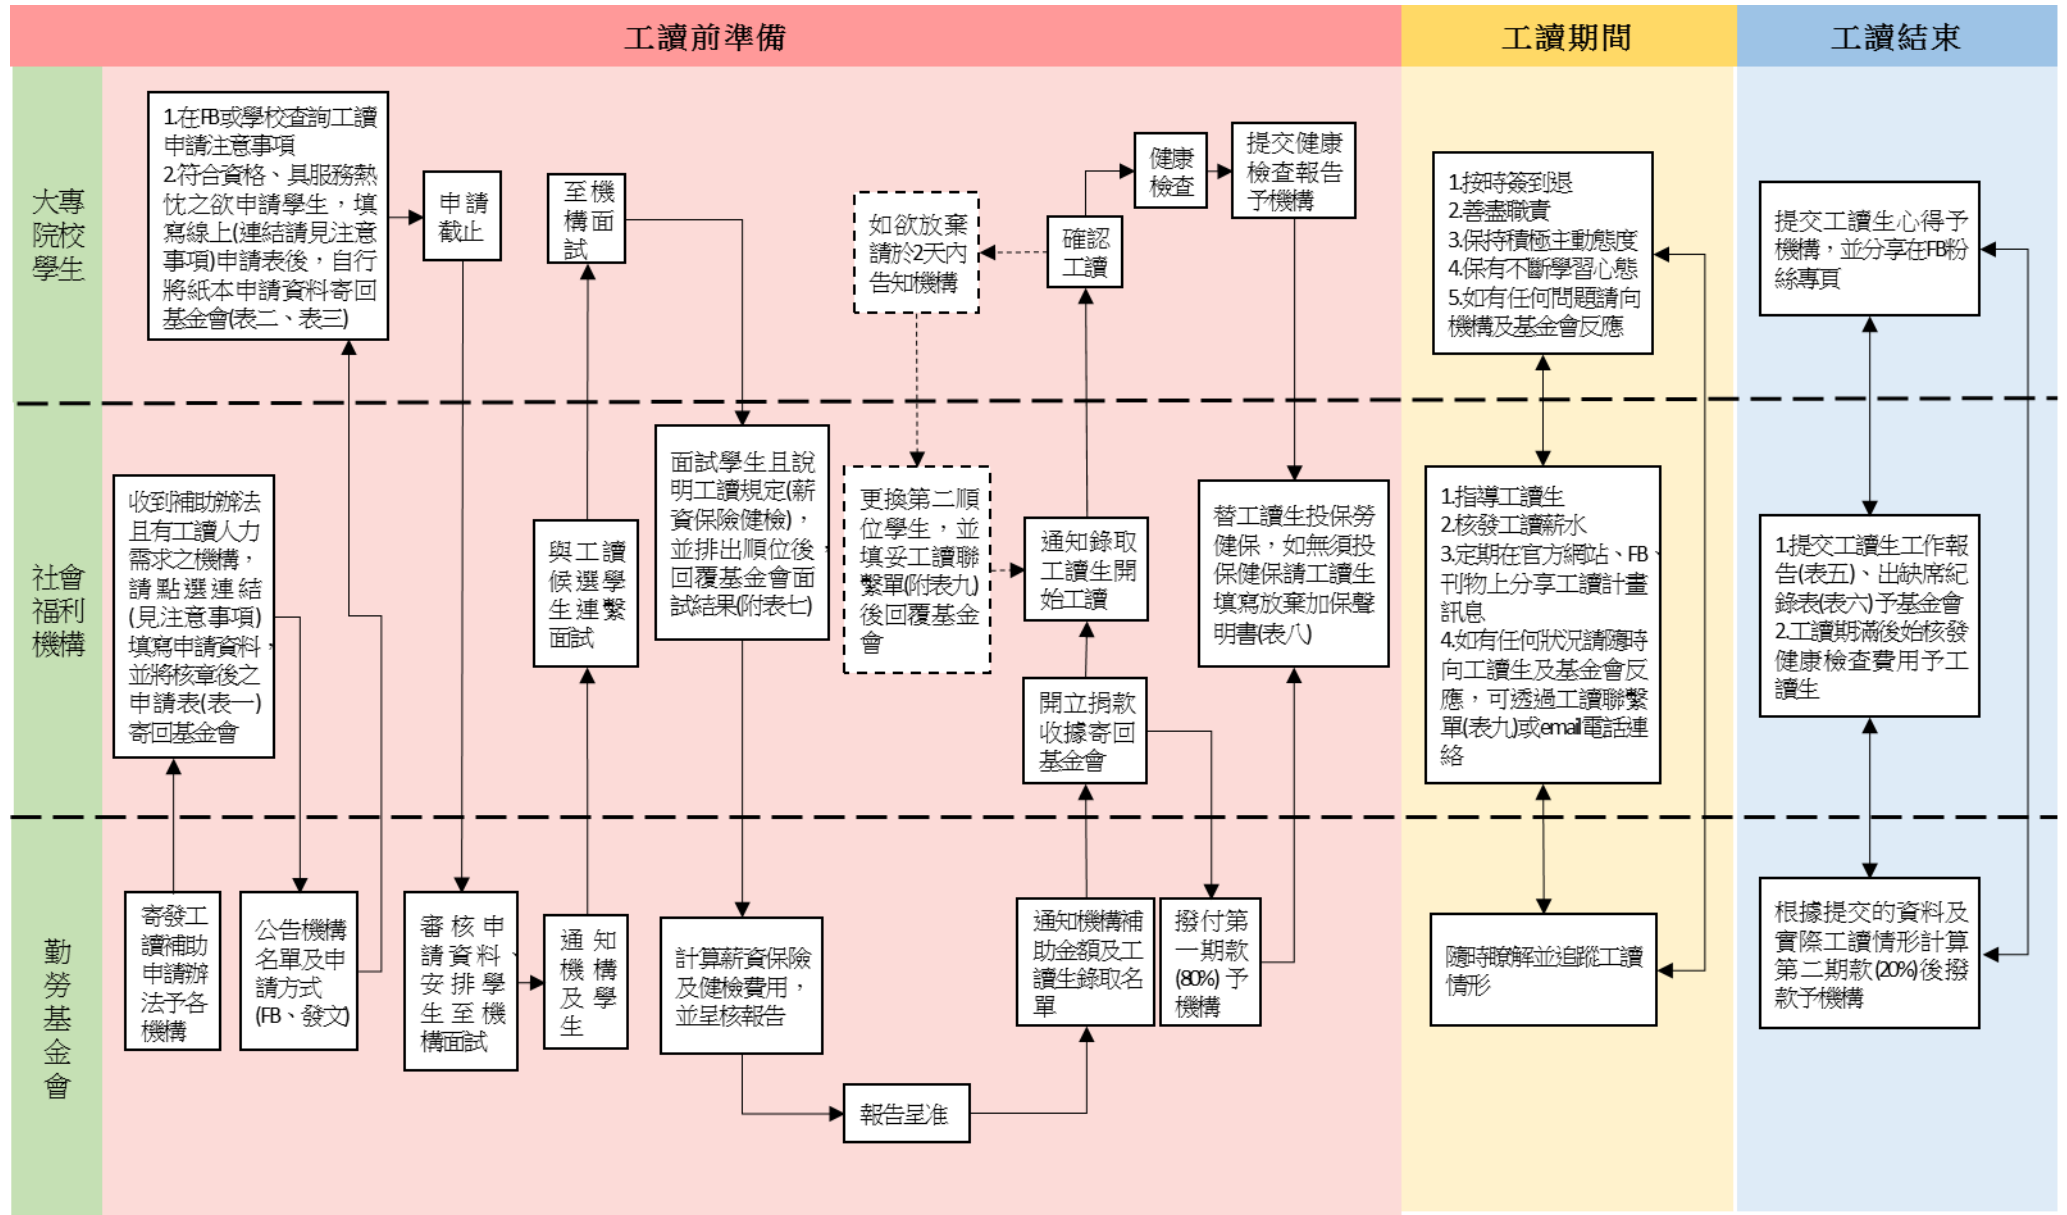 工讀前準備
工讀期間
工讀結束
大專
院校
學生
1.在FB或學校查詢工讀
申請注意事項
2.符合資格、具服務熱
忱之欲申請學生，填
寫線上(連結請見注意
事項)申請表後，自行
將紙本申請資料寄回
基金會(表二、表三)
申請
截止
至機
構面
試
如欲放棄
請於2天內
告知機構
確認
工讀
健康
檢查
提交健康
檢查報告
予機構
1.按時簽到退
2.善盡職責
3.保持積極主動態度
4.保有不斷學習心態
5.如有任何問題請向
機構及基金會反應
提交工讀生心得予
機構，並分享在FB粉
絲專頁
社會
福利
機構
收到補助辦法
且有工讀人力
需求之機構，
請點選連結
(見注意事項)
填寫申請資料，
並將核章後之
申請表(表一)
寄回基金會
與工讀
候選學
生連繫
面試
面試學生且說
明工讀規定(薪
資保險健檢)，
並排出順位後，
回覆基金會面
試結果(附表七)
更換第二順
位學生，並
填妥工讀聯
繫單(附表九)
後回覆基金
會
通知錄取
工讀生開
始工讀
開立捐款
收據寄回
基金會
替工讀生投保勞
健保，如無須投
保健保請工讀生
填寫放棄加保聲
明書(表八)
1.指導工讀生
2.核發工讀薪水
3.定期在官方網站、FB、
刊物上分享工讀計畫
訊息
4.如有任何狀況請隨時
向工讀生及基金會反
應，可透過工讀聯繫
單(表九)或email電話連
絡
1.提交工讀生工作報
告(表五)、出缺席紀
錄表(表六)予基金會
2.工讀期滿後始核發
健康檢查費用予工
讀生
勤
勞
基
金
會
寄發工
讀補助
申請辦
法予各
機構
公告機構
名單及申
請方式
(FB、發文)
審核申
請資料、
安排學
生至機
構面試
通知
機構
及學
生
計算薪資保險
及健檢費用，
並呈核報告
報告呈准
通知機構補
助金額及工
讀生錄取名
單
撥付第
一期款
(80%)予
機構
隨時瞭解並追蹤工讀
情形
根據提交的資料及
實際工讀情形計算
第二期款(20%)後撥
款予機構